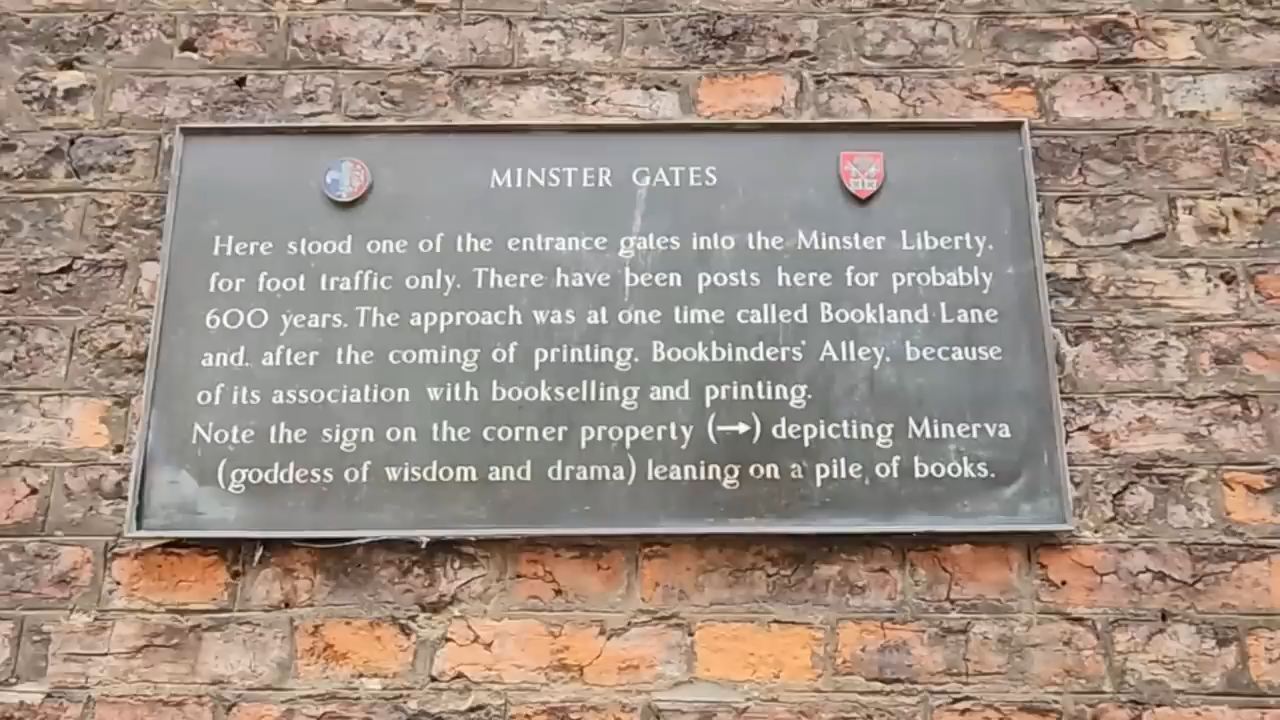 MINSTER GATES
Here stood one of the entrance gates into the Minster Liberty,
for foot traffic only. There have been posts here for probably
600 years. The approach was at one time called Bookland Lane
and, after the coming of printing, Bookbinders' Alley, because
of its association with bookselling and printing.
Note the sign on the corner property (→) depicting Minerva
(goddess of wisdom and drama) leaning on a pile of books.